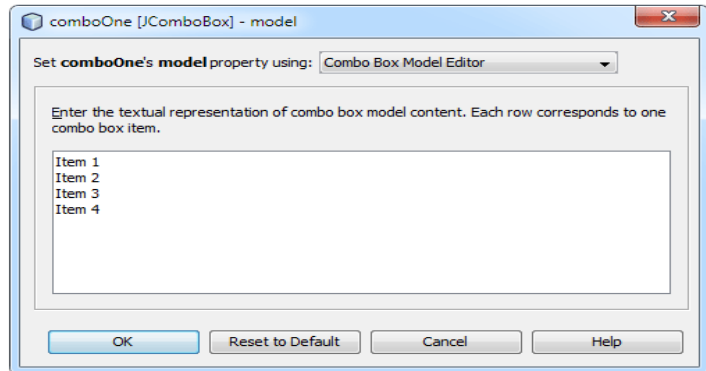 comboOne [JComboBox] - model
Set comboOne's model property using: Combo Box Model Editor
Enter the textual representation of combo box model content. Each row corresponds to one
combo box item.
Item 1
Item 2
Item 3
Item 4
OK Reset to Default Cancel Help